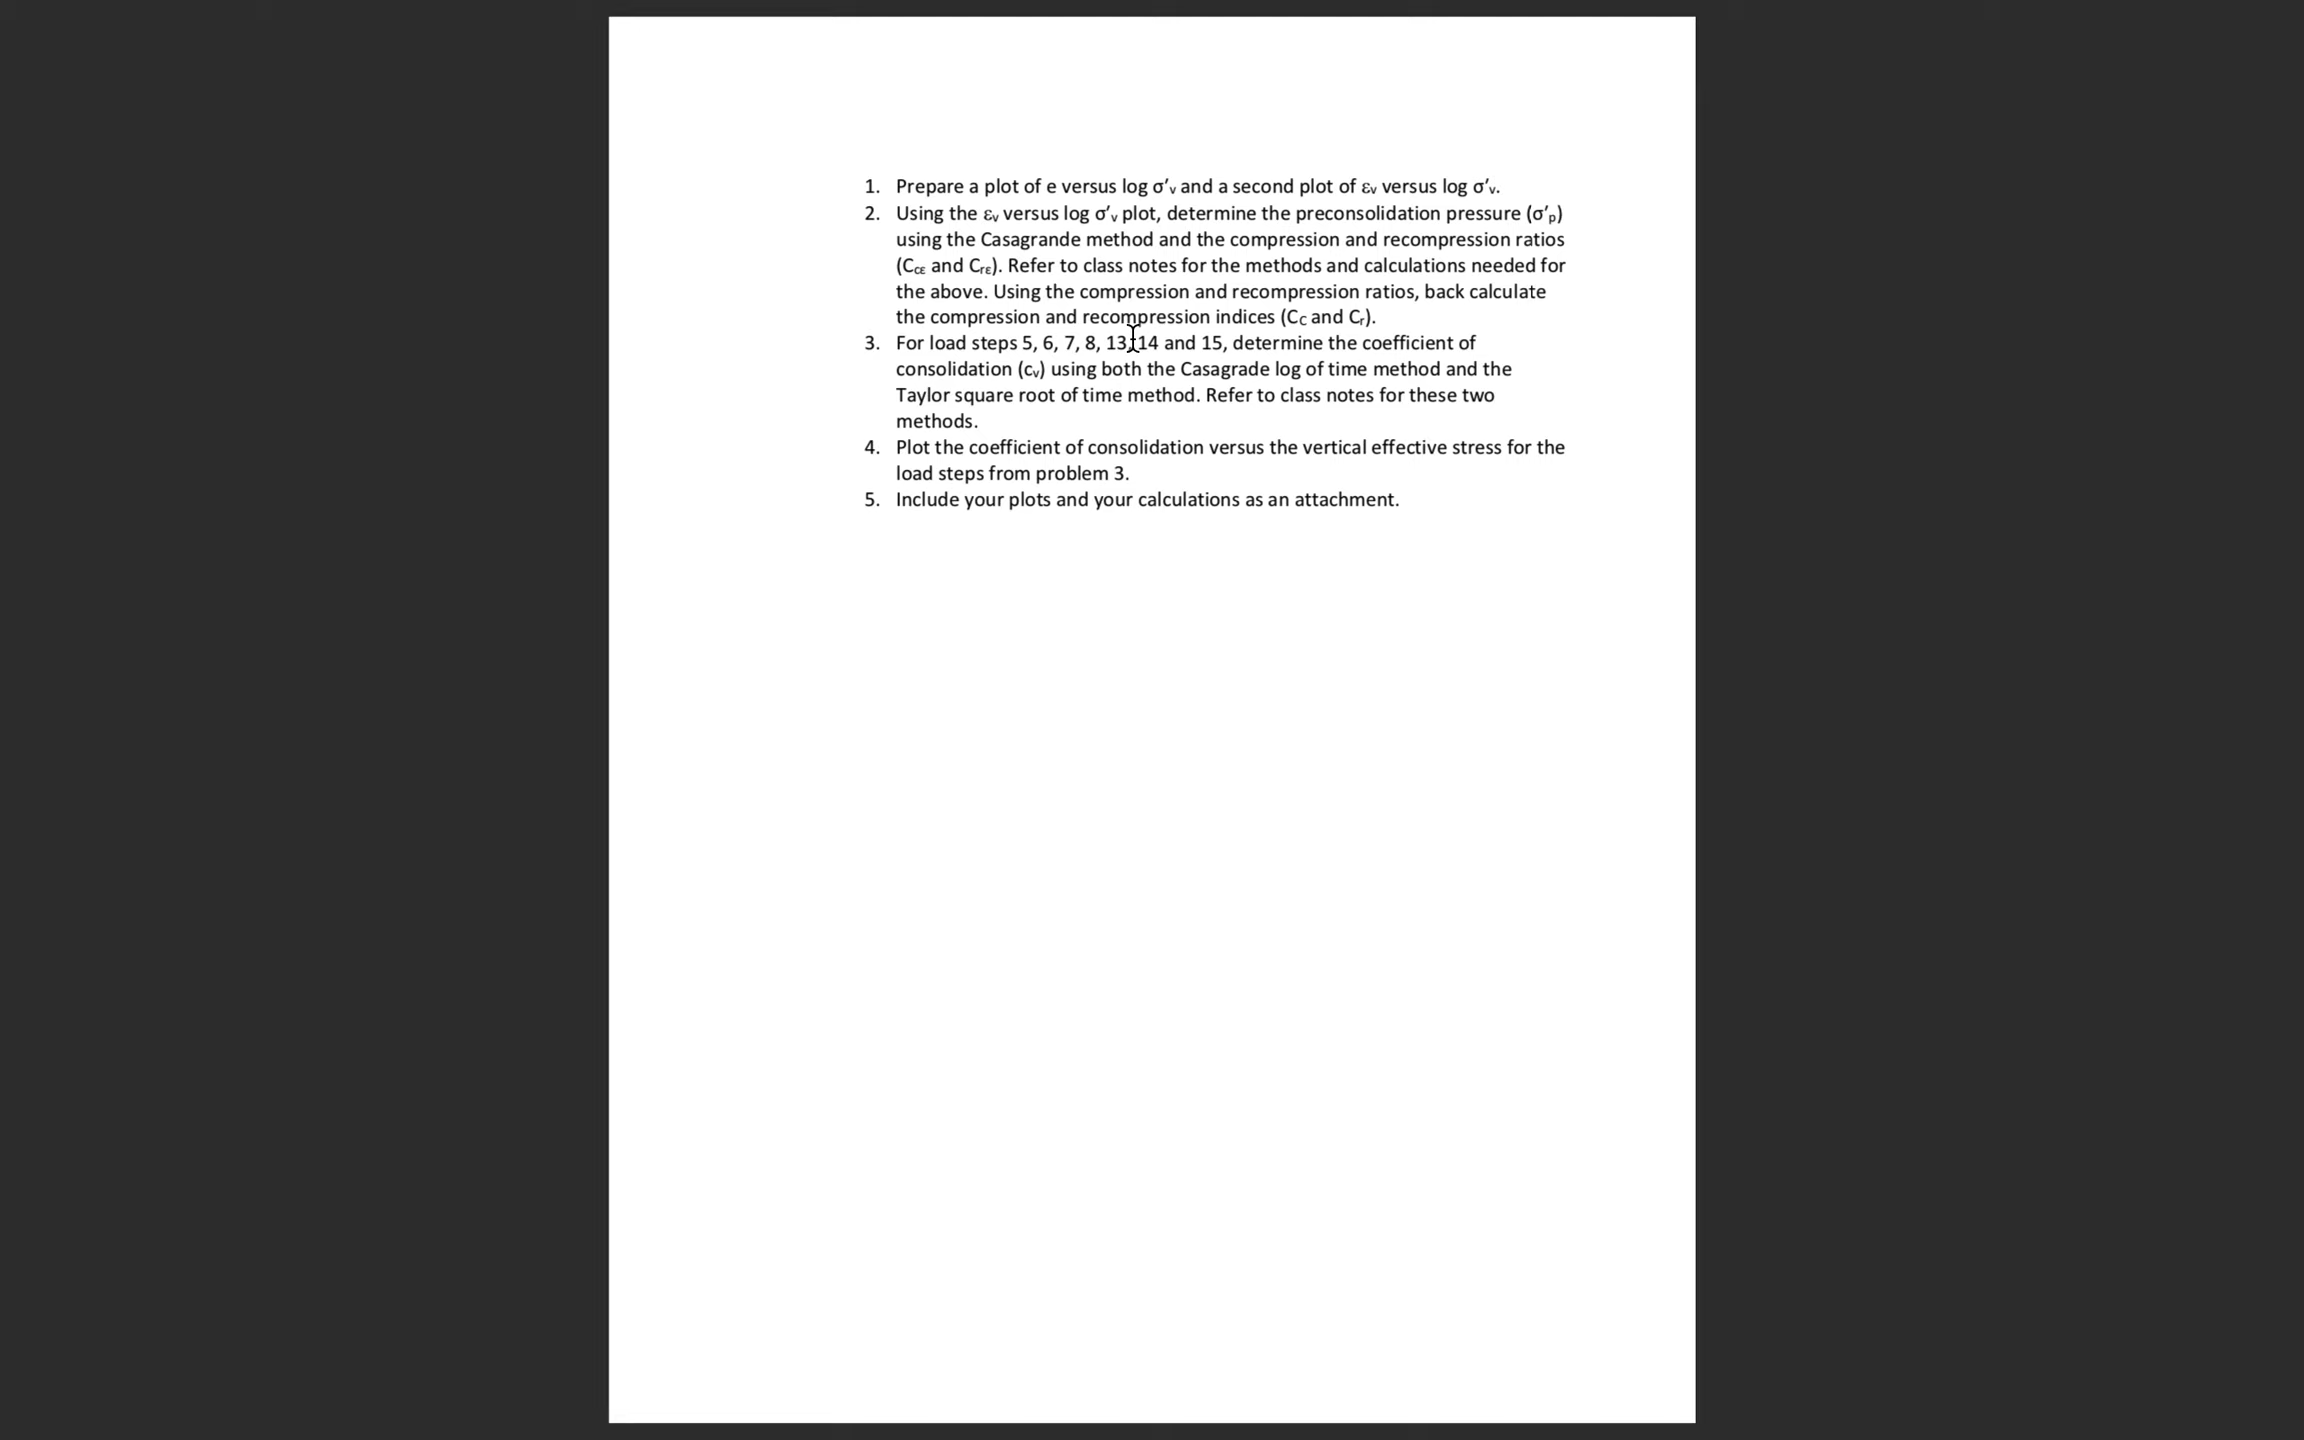 1. Prepare a plot of e versus log σ′ᵥ and a second plot of εᵥ versus log σ′ᵥ.
2. Using the εᵥ versus log σ′ᵥ plot, determine the preconsolidation pressure (σ′ₚ)
using the Casagrande method and the compression and recompression ratios
(Ccε and Crε). Refer to class notes for the methods and calculations needed for
the above. Using the compression and recompression ratios, back calculate
the compression and recompression indices (Cc and Cᵣ).
3. For load steps 5, 6, 7, 8, 13, 14 and 15, determine the coefficient of
consolidation (cᵥ) using both the Casagrade log of time method and the
Taylor square root of time method. Refer to class notes for these two
methods.
4. Plot the coefficient of consolidation versus the vertical effective stress for the
load steps from problem 3.
5. Include your plots and your calculations as an attachment.